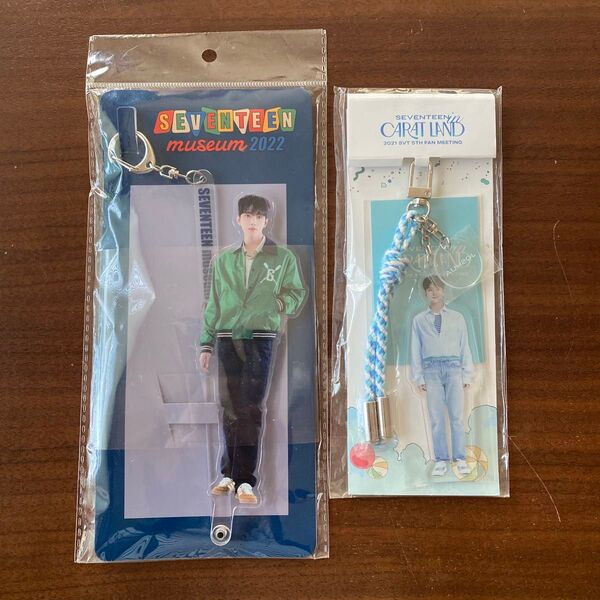 SEVENTEEN
museum 2022
SEVENTEEN museum
SEVENTEEN
CARAT LAND
2021 SVT 5TH FAN MEETING